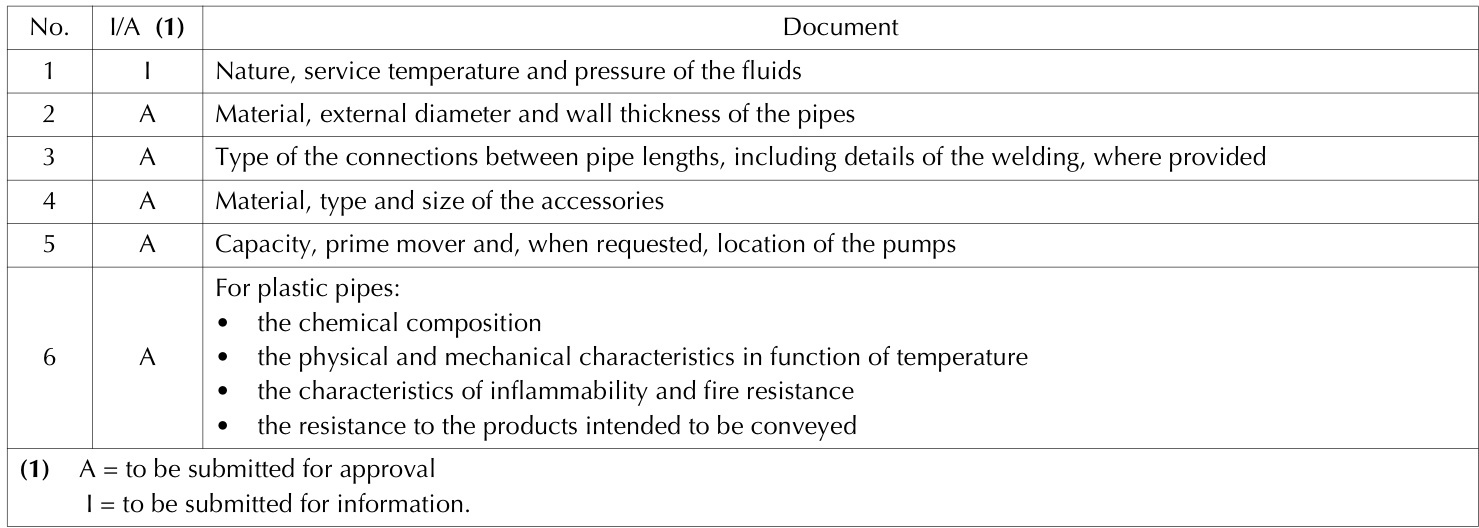 No. I/A (1) Document
1 I Nature, service temperature and pressure of the fluids
2 A Material, external diameter and wall thickness of the pipes
3 A Type of the connections between pipe lengths, including details of the welding, where provided
4 A Material, type and size of the accessories
5 A Capacity, prime mover and, when requested, location of the pumps
6 A For plastic pipes:
• the chemical composition
• the physical and mechanical characteristics in function of temperature
• the characteristics of inflammability and fire resistance
• the resistance to the products intended to be conveyed
(1) A = to be submitted for approval
I = to be submitted for information.